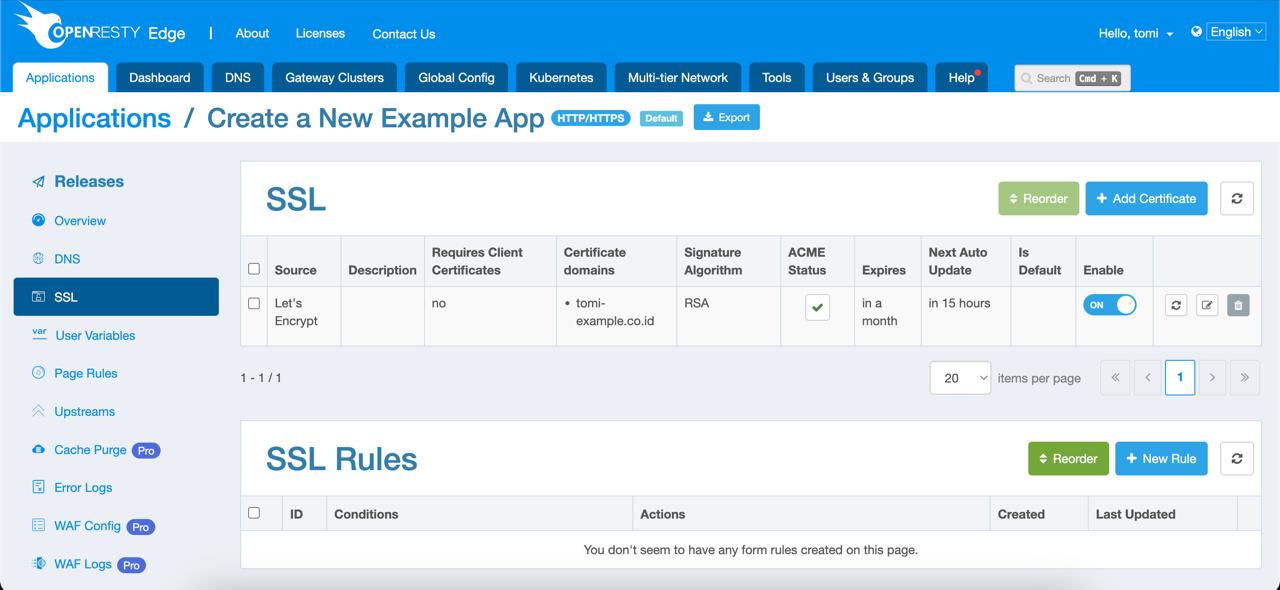 OPENRESTY Edge | About Licenses Contact Us Hello, tomi English
Applications Dashboard DNS Gateway Clusters Global Config Kubernetes Multi-tier Network Tools Users & Groups Help Search Cmd + K
Applications / Create a New Example App HTTP/HTTPS Default Export
Releases
Overview
DNS
SSL
var User Variables
Page Rules
Upstreams
Cache Purge Pro
Error Logs
WAF Config Pro
WAF Logs Pro
SSL Reorder + Add Certificate
Source Description Requires Client Certificates Certificate domains Signature Algorithm ACME Status Expires Next Auto Update Is Default Enable
Let's Encrypt no • tomi-example.co.id RSA in a month in 15 hours ON
1 - 1 / 1 20 items per page « ‹ 1 › »
SSL Rules Reorder + New Rule
ID Conditions Actions Created Last Updated
You don't seem to have any form rules created on this page.